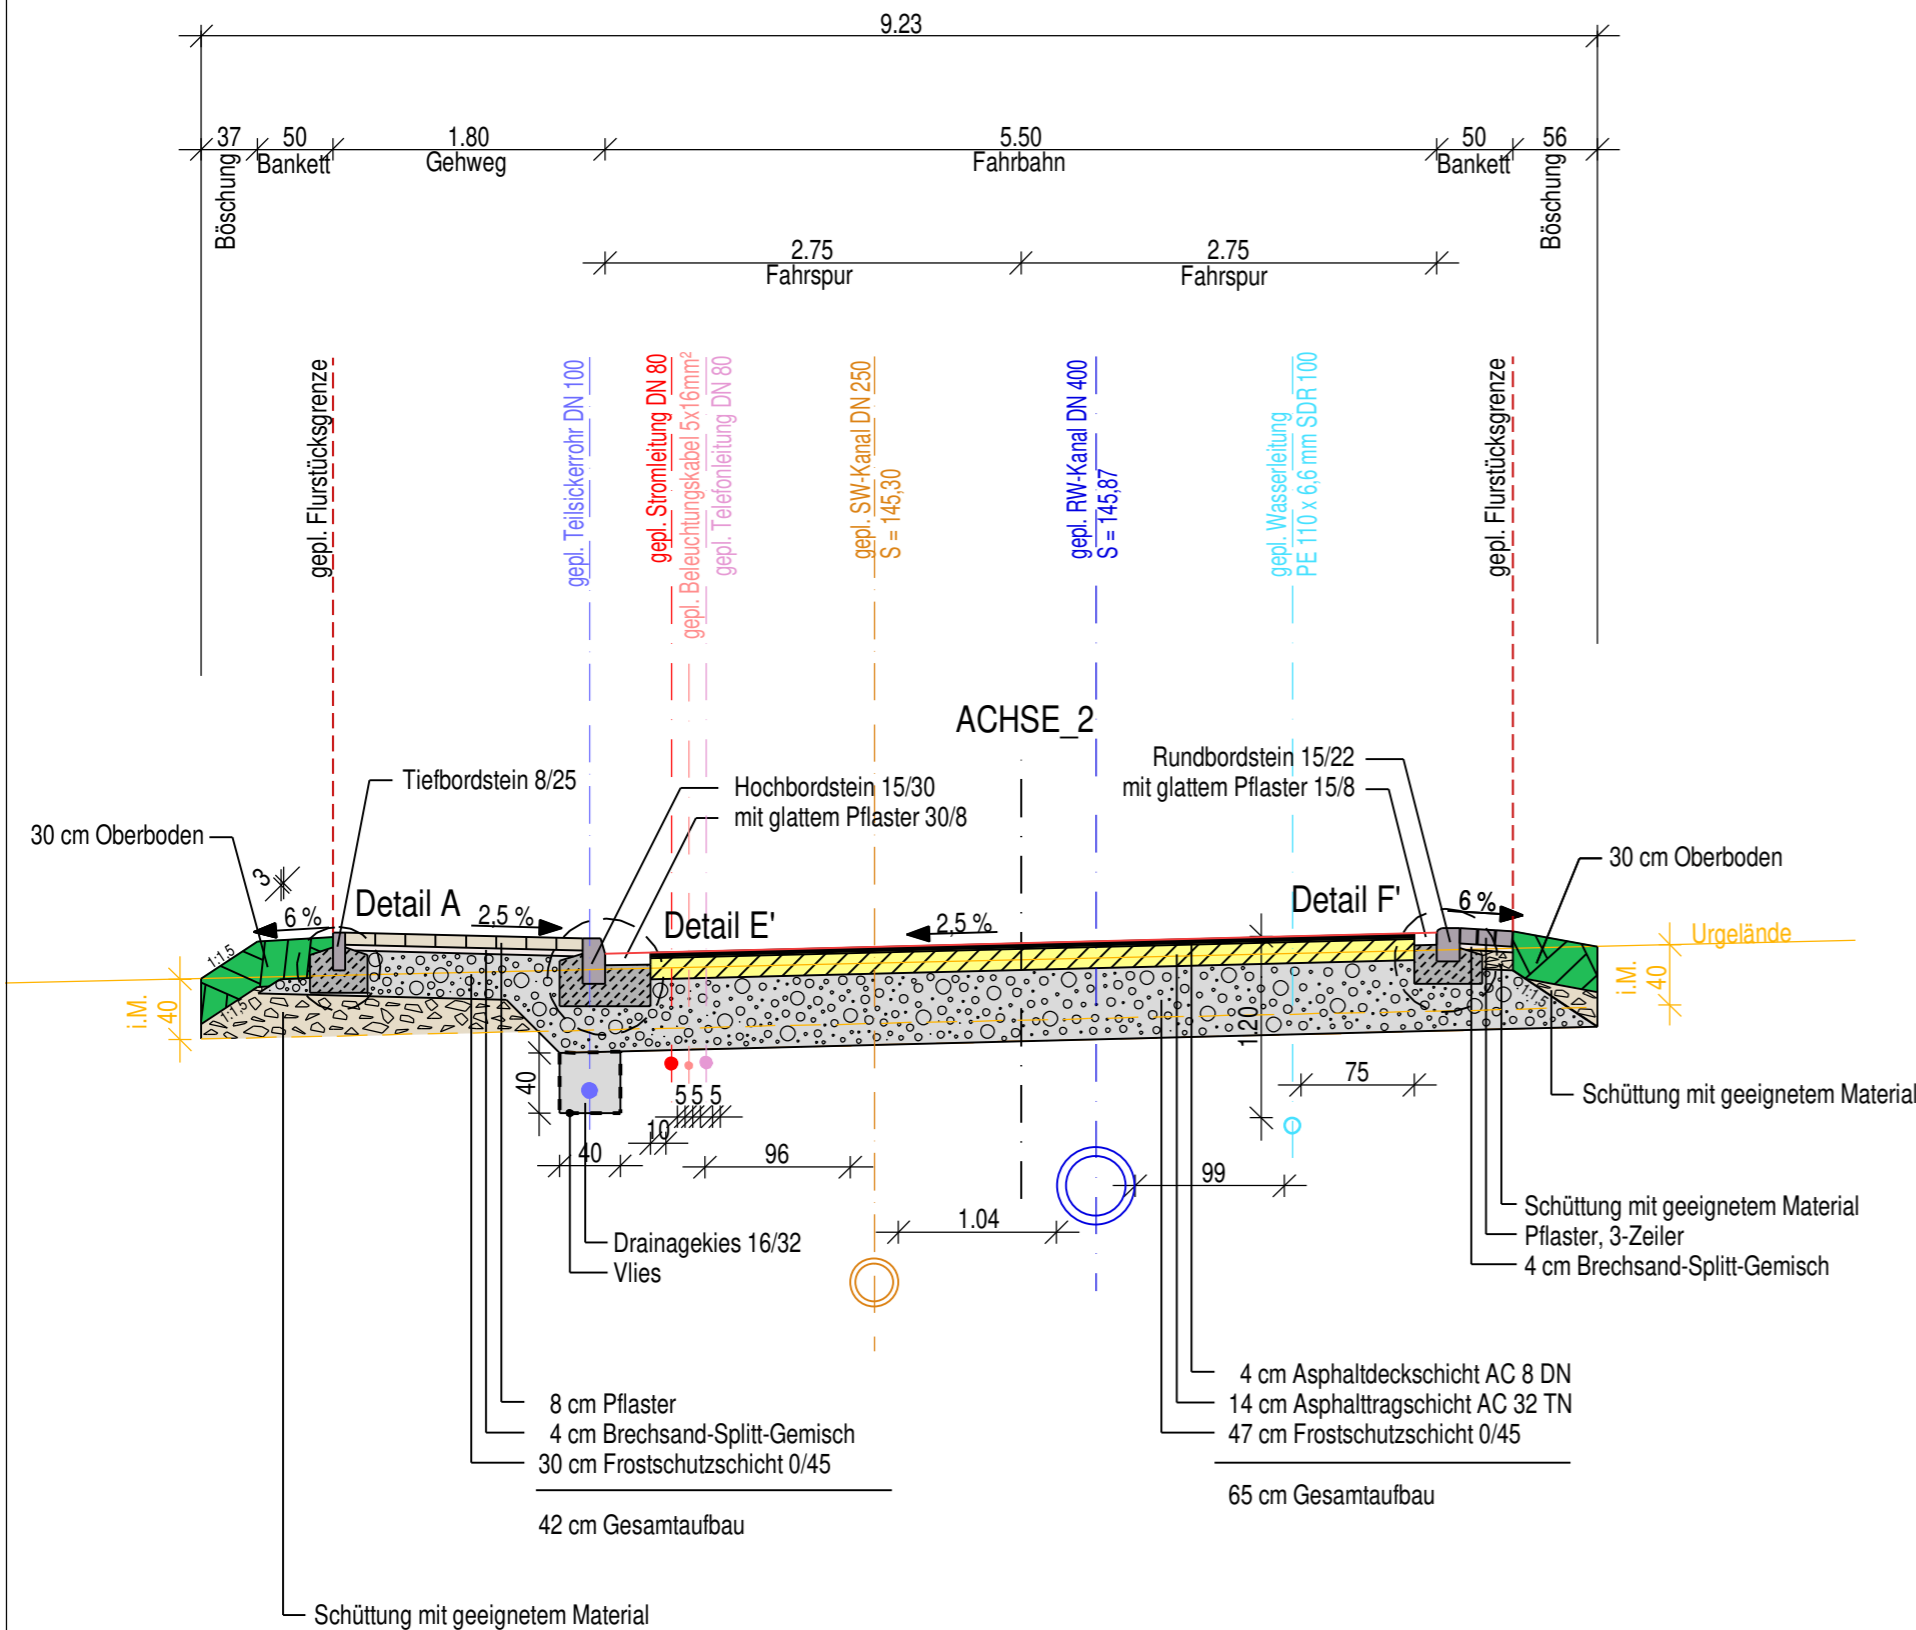 9.23
37
50
1.80
5.50
50
56
Böschung
Bankett
Gehweg
Fahrbahn
Bankett
Böschung
2.75
2.75
Fahrspur
Fahrspur
gepl. Flurstücksgrenze
gepl. Teilsickerrohr DN 100
gepl. Stromleitung DN 80
gepl. Beleuchtungskabel 5x16mm²
gepl. Telefonleitung DN 80
gepl. SW-Kanal DN 250
S = 145,30
gepl. RW-Kanal DN 400
S = 145,87
gepl. Wasserleitung
PE 110 x 6,6 mm SDR 100
gepl. Flurstücksgrenze
ACHSE_2
Tiefbordstein 8/25
Hochbordstein 15/30
mit glattem Pflaster 30/8
Rundbordstein 15/22
mit glattem Pflaster 15/8
30 cm Oberboden
30 cm Oberboden
3
6 %
Detail A
2,5 %
Detail E'
2,5 %
Detail F'
6 %
Urgelände
1:1.5
1:1.5
1:1.5
i.M.
40
i.M.
40
1.20
40
5
5
5
10
40
96
75
99
1.04
Schüttung mit geeignetem Material
Drainagekies 16/32
Vlies
Schüttung mit geeignetem Material
Pflaster, 3-Zeiler
4 cm Brechsand-Splitt-Gemisch
8 cm Pflaster
4 cm Brechsand-Splitt-Gemisch
30 cm Frostschutzschicht 0/45
42 cm Gesamtaufbau
4 cm Asphaltdeckschicht AC 8 DN
14 cm Asphalttragschicht AC 32 TN
47 cm Frostschutzschicht 0/45
65 cm Gesamtaufbau
Schüttung mit geeignetem Material